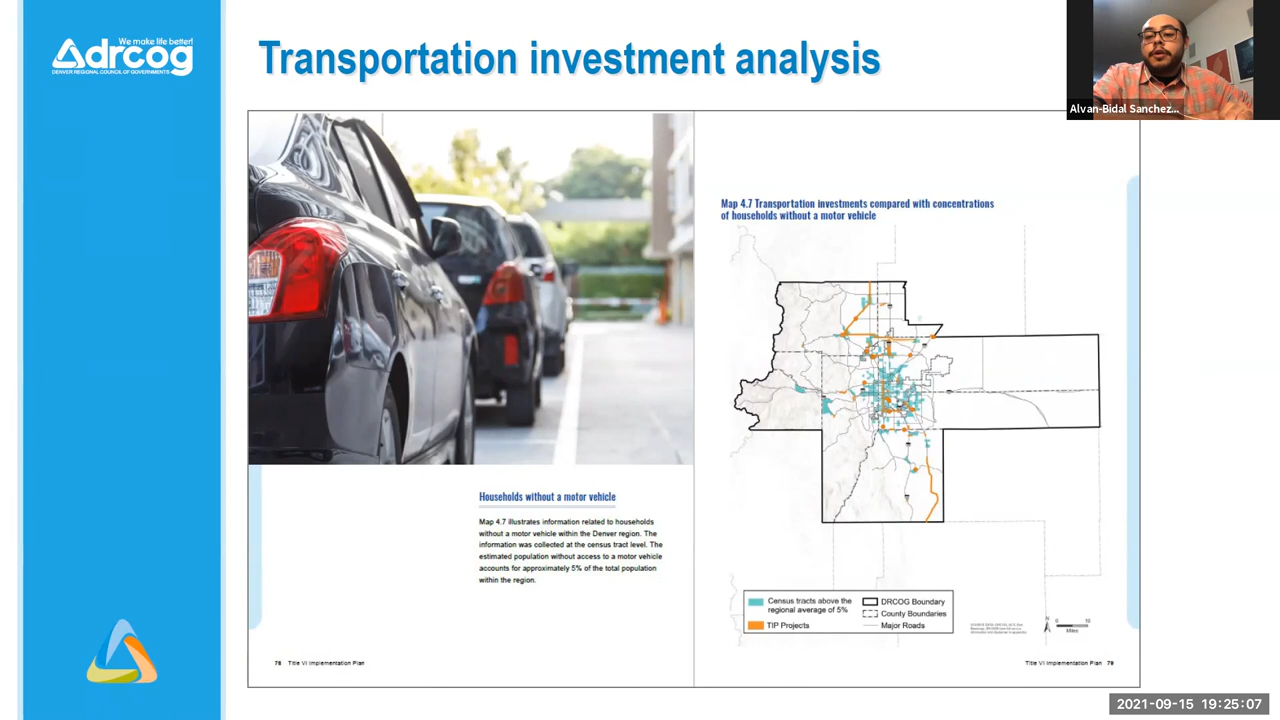 We make life better!
drcog
DENVER REGIONAL COUNCIL OF GOVERNMENTS
Transportation investment analysis
Alvan-Bidal Sanchez...
Map 4.7 Transportation investments compared with concentrations
of households without a motor vehicle
Households without a motor vehicle
Map 4.7 illustrates information related to households
without a motor vehicle within the Denver region. The
information was collected at the census tract level. The
estimated population without access to a motor vehicle
accounts for approximately 5% of the total population
within the region.
Census tracts above the
regional average of 5%
TIP Projects
DRCOG Boundary
County Boundaries
Major Roads
N
0 10
Miles
78 Title VI Implementation Plan
Title VI Implementation Plan 79
2021-09-15 19:25:07